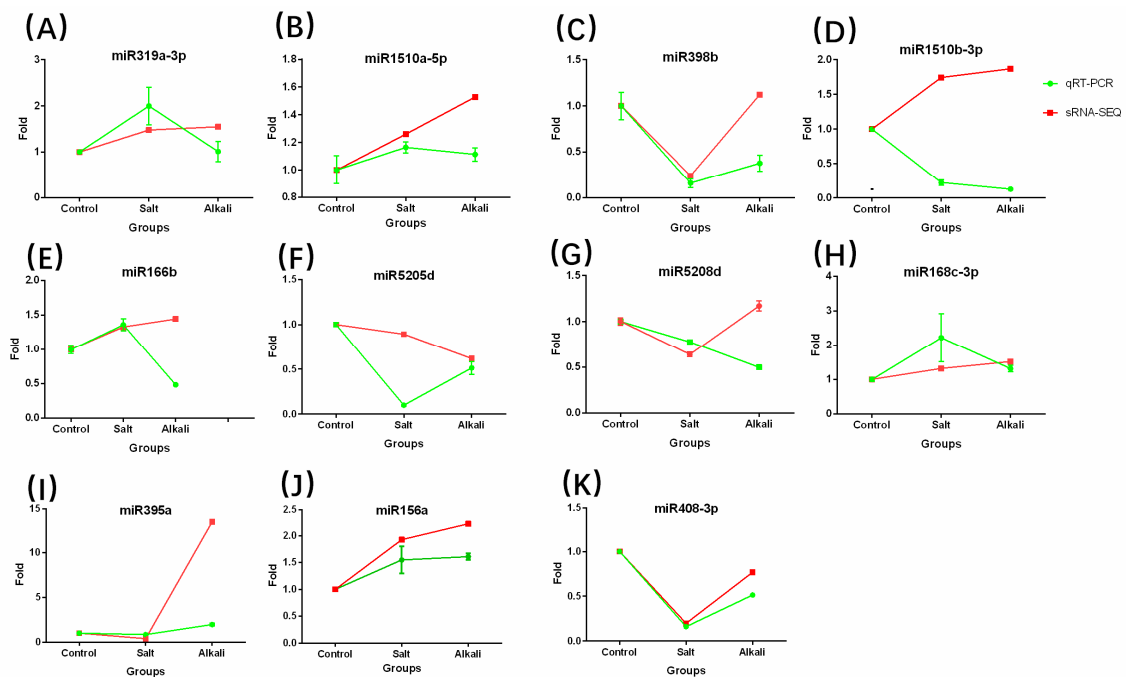 (A)
miR319a-3p
Fold
3
2
1
0
Control
Salt
Alkali
Groups
(B)
miR1510a-5p
Fold
1.8
1.6
1.4
1.2
1.0
0.8
Control
Salt
Alkali
Groups
(C)
miR398b
Fold
1.5
1.0
0.5
0.0
Control
Salt
Alkali
Groups
(D)
miR1510b-3p
Fold
2.0
1.5
1.0
0.5
0.0
Control
Salt
Alkali
Groups
qRT-PCR
sRNA-SEQ
(E)
miR166b
Fold
2.0
1.5
1.0
0.5
0.0
Control
Salt
Alkali
Groups
(F)
miR5205d
Fold
1.5
1.0
0.5
0.0
Control
Salt
Alkali
Groups
(G)
miR5208d
Fold
1.5
1.0
0.5
0.0
Control
Salt
Alkali
Groups
(H)
miR168c-3p
Fold
4
3
2
1
0
Control
Salt
Alkali
Groups
(I)
miR395a
Fold
15
10
5
0
Control
Salt
Alkali
Groups
(J)
miR156a
Fold
2.5
2.0
1.5
1.0
0.5
0.0
Control
Salt
Alkali
Groups
(K)
miR408-3p
Fold
1.5
1.0
0.5
0.0
Control
Salt
Alkali
Groups